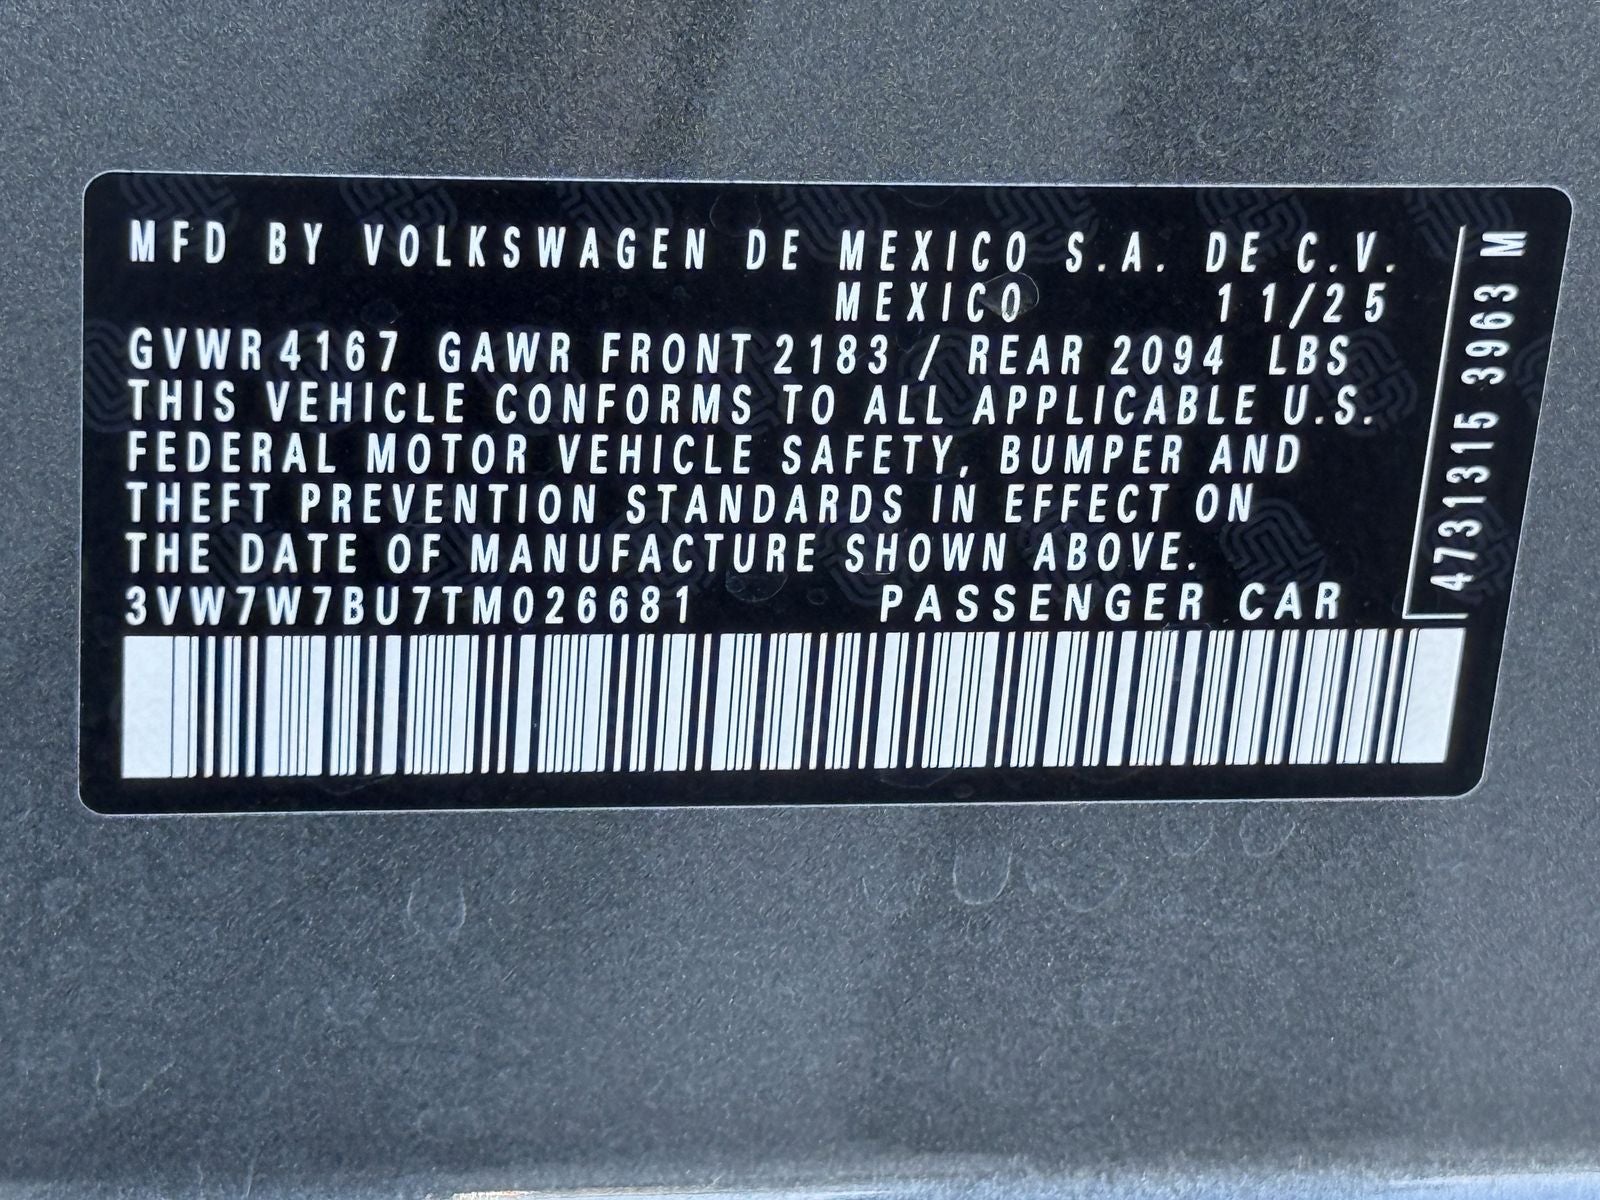 MFD BY VOLKSWAGEN DE MEXICO S.A. DE C.V.
MEXICO 11/25
GVWR 4167 GAWR FRONT 2183 / REAR 2094 LBS
THIS VEHICLE CONFORMS TO ALL APPLICABLE U.S.
FEDERAL MOTOR VEHICLE SAFETY, BUMPER AND
THEFT PREVENTION STANDARDS IN EFFECT ON
THE DATE OF MANUFACTURE SHOWN ABOVE.
3VW7W7BU7TM026681 PASSENGER CAR
4731315 3963 M